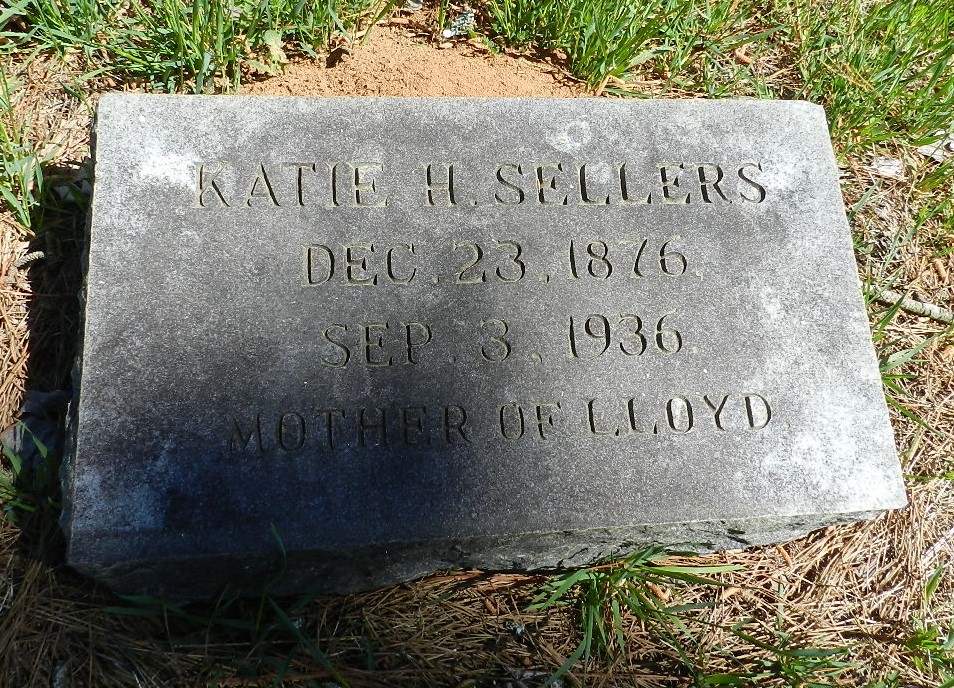 KATIE H. SELLERS
DEC. 23, 1876.
SEP. 3, 1936.
MOTHER OF LLOYD.